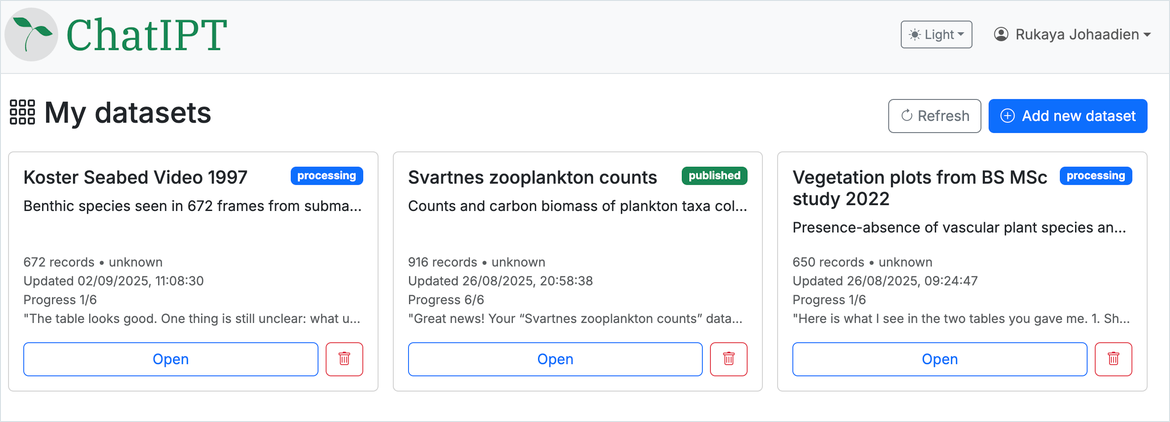 ChatIPT
Light
Rukaya Johaadien
My datasets
Refresh
Add new dataset
Koster Seabed Video 1997
processing
Benthic species seen in 672 frames from subma...
672 records • unknown
Updated 02/09/2025, 11:08:30
Progress 1/6
"The table looks good. One thing is still unclear: what u...
Open
Svartnes zooplankton counts
published
Counts and carbon biomass of plankton taxa col...
916 records • unknown
Updated 26/08/2025, 20:58:38
Progress 6/6
"Great news! Your “Svartnes zooplankton counts” data...
Open
Vegetation plots from BS MSc
study 2022
processing
Presence-absence of vascular plant species an...
650 records • unknown
Updated 26/08/2025, 09:24:47
Progress 1/6
"Here is what I see in the two tables you gave me. 1. Sh...
Open